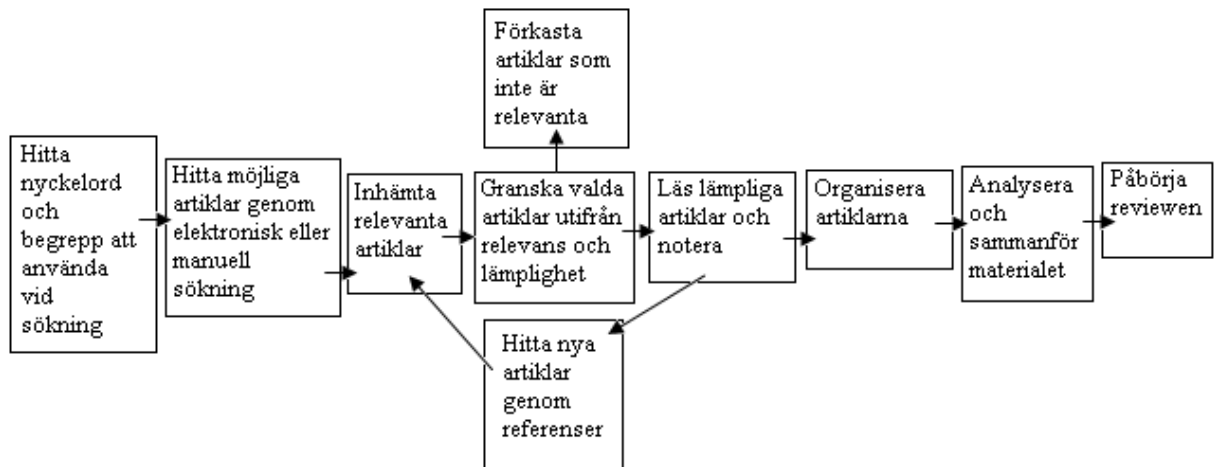 Förkasta
artiklar som
inte är
relevanta
Hitta
nyckelord
och
begrepp att
använda
vid
sökning
Hitta möjliga
artiklar genom
elektronisk eller
manuell
sökning
Inhämta
relevanta
artiklar
Granska valda
artiklar utifrån
relevans och
lämplighet
Läs lämpliga
artiklar och
notera
Organisera
artiklarna
Analysera
och
sammanför
materialet
Påbörja
reviewen
Hitta nya
artiklar
genom
referenser